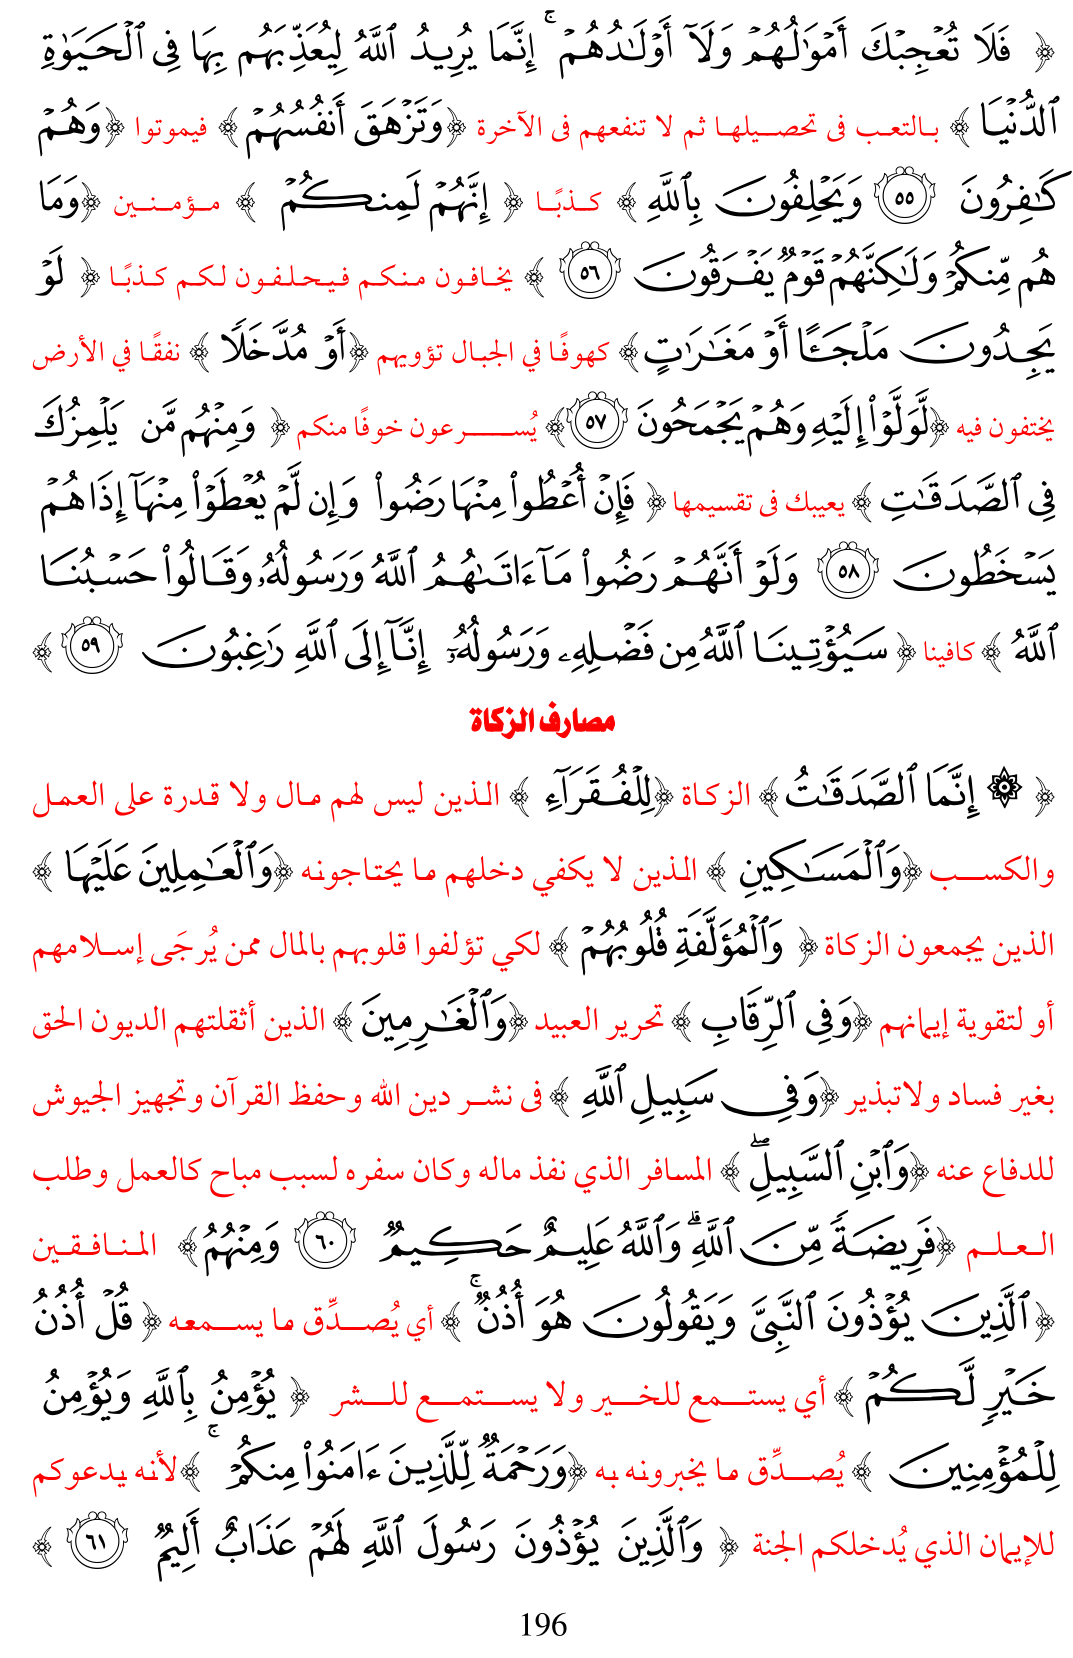 ﴿ فَلَا تُعۡجِبۡكَ أَمۡوَٰلُهُمۡ وَلَآ أَوۡلَٰدُهُمۡۚ إِنَّمَا يُرِيدُ ٱللَّهُ لِيُعَذِّبَهُم بِهَا فِي ٱلۡحَيَوٰةِ
ٱلدُّنۡيَا ﴾ بالتعب فى تحصيلها ثم لا تنفعهم فى الآخرة ﴿وَتَزۡهَقَ أَنفُسُهُمۡ ﴾ فيموتوا ﴿وَهُمۡ
كَٰفِرُونَ ٥٥ وَيَحۡلِفُونَ بِٱللَّهِ ﴾ كذبًا ﴿ إِنَّهُمۡ لَمِنكُمۡ ﴾ مؤمنين ﴿وَمَا
هُم مِّنكُمۡ وَلَٰكِنَّهُمۡ قَوۡمٞ يَفۡرَقُونَ ٥٦ ﴾ يخافون منكم فيحلفون لكم كذبًا ﴿ لَوۡ
يَجِدُونَ مَلۡجَـًٔا أَوۡ مَغَٰرَٰتٍ ﴾ كهوفًا في الجبال تؤويهم ﴿أَوۡ مُدَّخَلٗا ﴾ نفقًا في الأرض
يختفون فيه ﴿لَّوَلَّوۡاْ إِلَيۡهِ وَهُمۡ يَجۡمَحُونَ ٥٧﴾ يُســرعون خوفًا منكم ﴿ وَمِنۡهُم مَّن يَلۡمِزُكَ
فِي ٱلصَّدَقَٰتِ ﴾ يعيبك فى تقسيمها ﴿ فَإِنۡ أُعۡطُواْ مِنۡهَا رَضُواْ وَإِن لَّمۡ يُعۡطَوۡاْ مِنۡهَآ إِذَا هُمۡ
يَسۡخَطُونَ ٥٨ وَلَوۡ أَنَّهُمۡ رَضُواْ مَآ ءَاتَىٰهُمُ ٱللَّهُ وَرَسُولُهُۥ وَقَالُواْ حَسۡبُنَا
ٱللَّهُ ﴾ كافينا ﴿ سَيُؤۡتِينَا ٱللَّهُ مِن فَضۡلِهِۦ وَرَسُولُهُۥٓ إِنَّآ إِلَى ٱللَّهِ رَٰغِبُونَ ٥٩ ﴾
مصارف الزكاة
﴿ ۞ إِنَّمَا ٱلصَّدَقَٰتُ ﴾ الزكاة ﴿لِلۡفُقَرَآءِ ﴾ الذين ليس لهم مال ولا قدرة على العمل
والكسب ﴿وَٱلۡمَسَٰكِينِ ﴾ الذين لا يكفي دخلهم ما يحتاجونه ﴿وَٱلۡعَٰمِلِينَ عَلَيۡهَا ﴾
الذين يجمعون الزكاة ﴿ وَٱلۡمُؤَلَّفَةِ قُلُوبُهُمۡ ﴾ لكي تؤلفوا قلوبهم بالمال ممن يُرجَى إسلامهم
أو لتقوية إيمانهم ﴿وَفِي ٱلرِّقَابِ ﴾ تحرير العبيد ﴿وَٱلۡغَٰرِمِينَ ﴾ الذين أثقلتهم الديون الحق
بغير فساد ولاتبذير ﴿وَفِي سَبِيلِ ٱللَّهِ ﴾ فى نشر دين الله وحفظ القرآن وتجهيز الجيوش
للدفاع عنه ﴿وَٱبۡنِ ٱلسَّبِيلِۖ ﴾ المسافر الذي نفذ ماله وكان سفره لسبب مباح كالعمل وطلب
العلم ﴿فَرِيضَةٗ مِّنَ ٱللَّهِۗ وَٱللَّهُ عَلِيمٌ حَكِيمٞ ٦٠ وَمِنۡهُمُ ﴾ المنافقين
﴿ ٱلَّذِينَ يُؤۡذُونَ ٱلنَّبِيَّ وَيَقُولُونَ هُوَ أُذُنٞۚ ﴾ أي يُصدِّق ما يسمعه ﴿ قُلۡ أُذُنُ
خَيۡرٖ لَّكُمۡ ﴾ أي يستمع للخير ولا يستمع للشر ﴿ يُؤۡمِنُ بِٱللَّهِ وَيُؤۡمِنُ
لِلۡمُؤۡمِنِينَ ﴾ يُصدِّق ما يخبرونه به ﴿وَرَحۡمَةٞ لِّلَّذِينَ ءَامَنُواْ مِنكُمۡۚ ﴾ لأنه يدعوكم
للإيمان الذي يُدخلكم الجنة ﴿ وَٱلَّذِينَ يُؤۡذُونَ رَسُولَ ٱللَّهِ لَهُمۡ عَذَابٌ أَلِيمٞ ٦١ ﴾
196